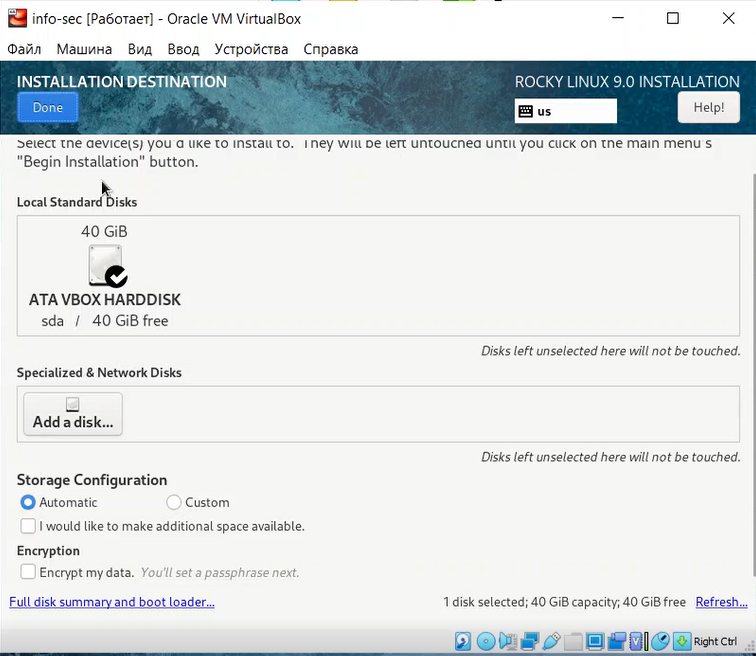 info-sec [Работает] - Oracle VM VirtualBox
Файл Машина Вид Ввод Устройства Справка
INSTALLATION DESTINATION
ROCKY LINUX 9.0 INSTALLATION
Done
us
Help!
Select the device(s) you'd like to install to. They will be left untouched until you click on the main menu's
"Begin Installation" button.
Local Standard Disks
40 GiB
ATA VBOX HARDDISK
sda / 40 GiB free
Disks left unselected here will not be touched.
Specialized & Network Disks
Add a disk...
Disks left unselected here will not be touched.
Storage Configuration
Automatic Custom
I would like to make additional space available.
Encryption
Encrypt my data. You'll set a passphrase next.
Full disk summary and boot loader...
1 disk selected; 40 GiB capacity; 40 GiB free Refresh...
Right Ctrl